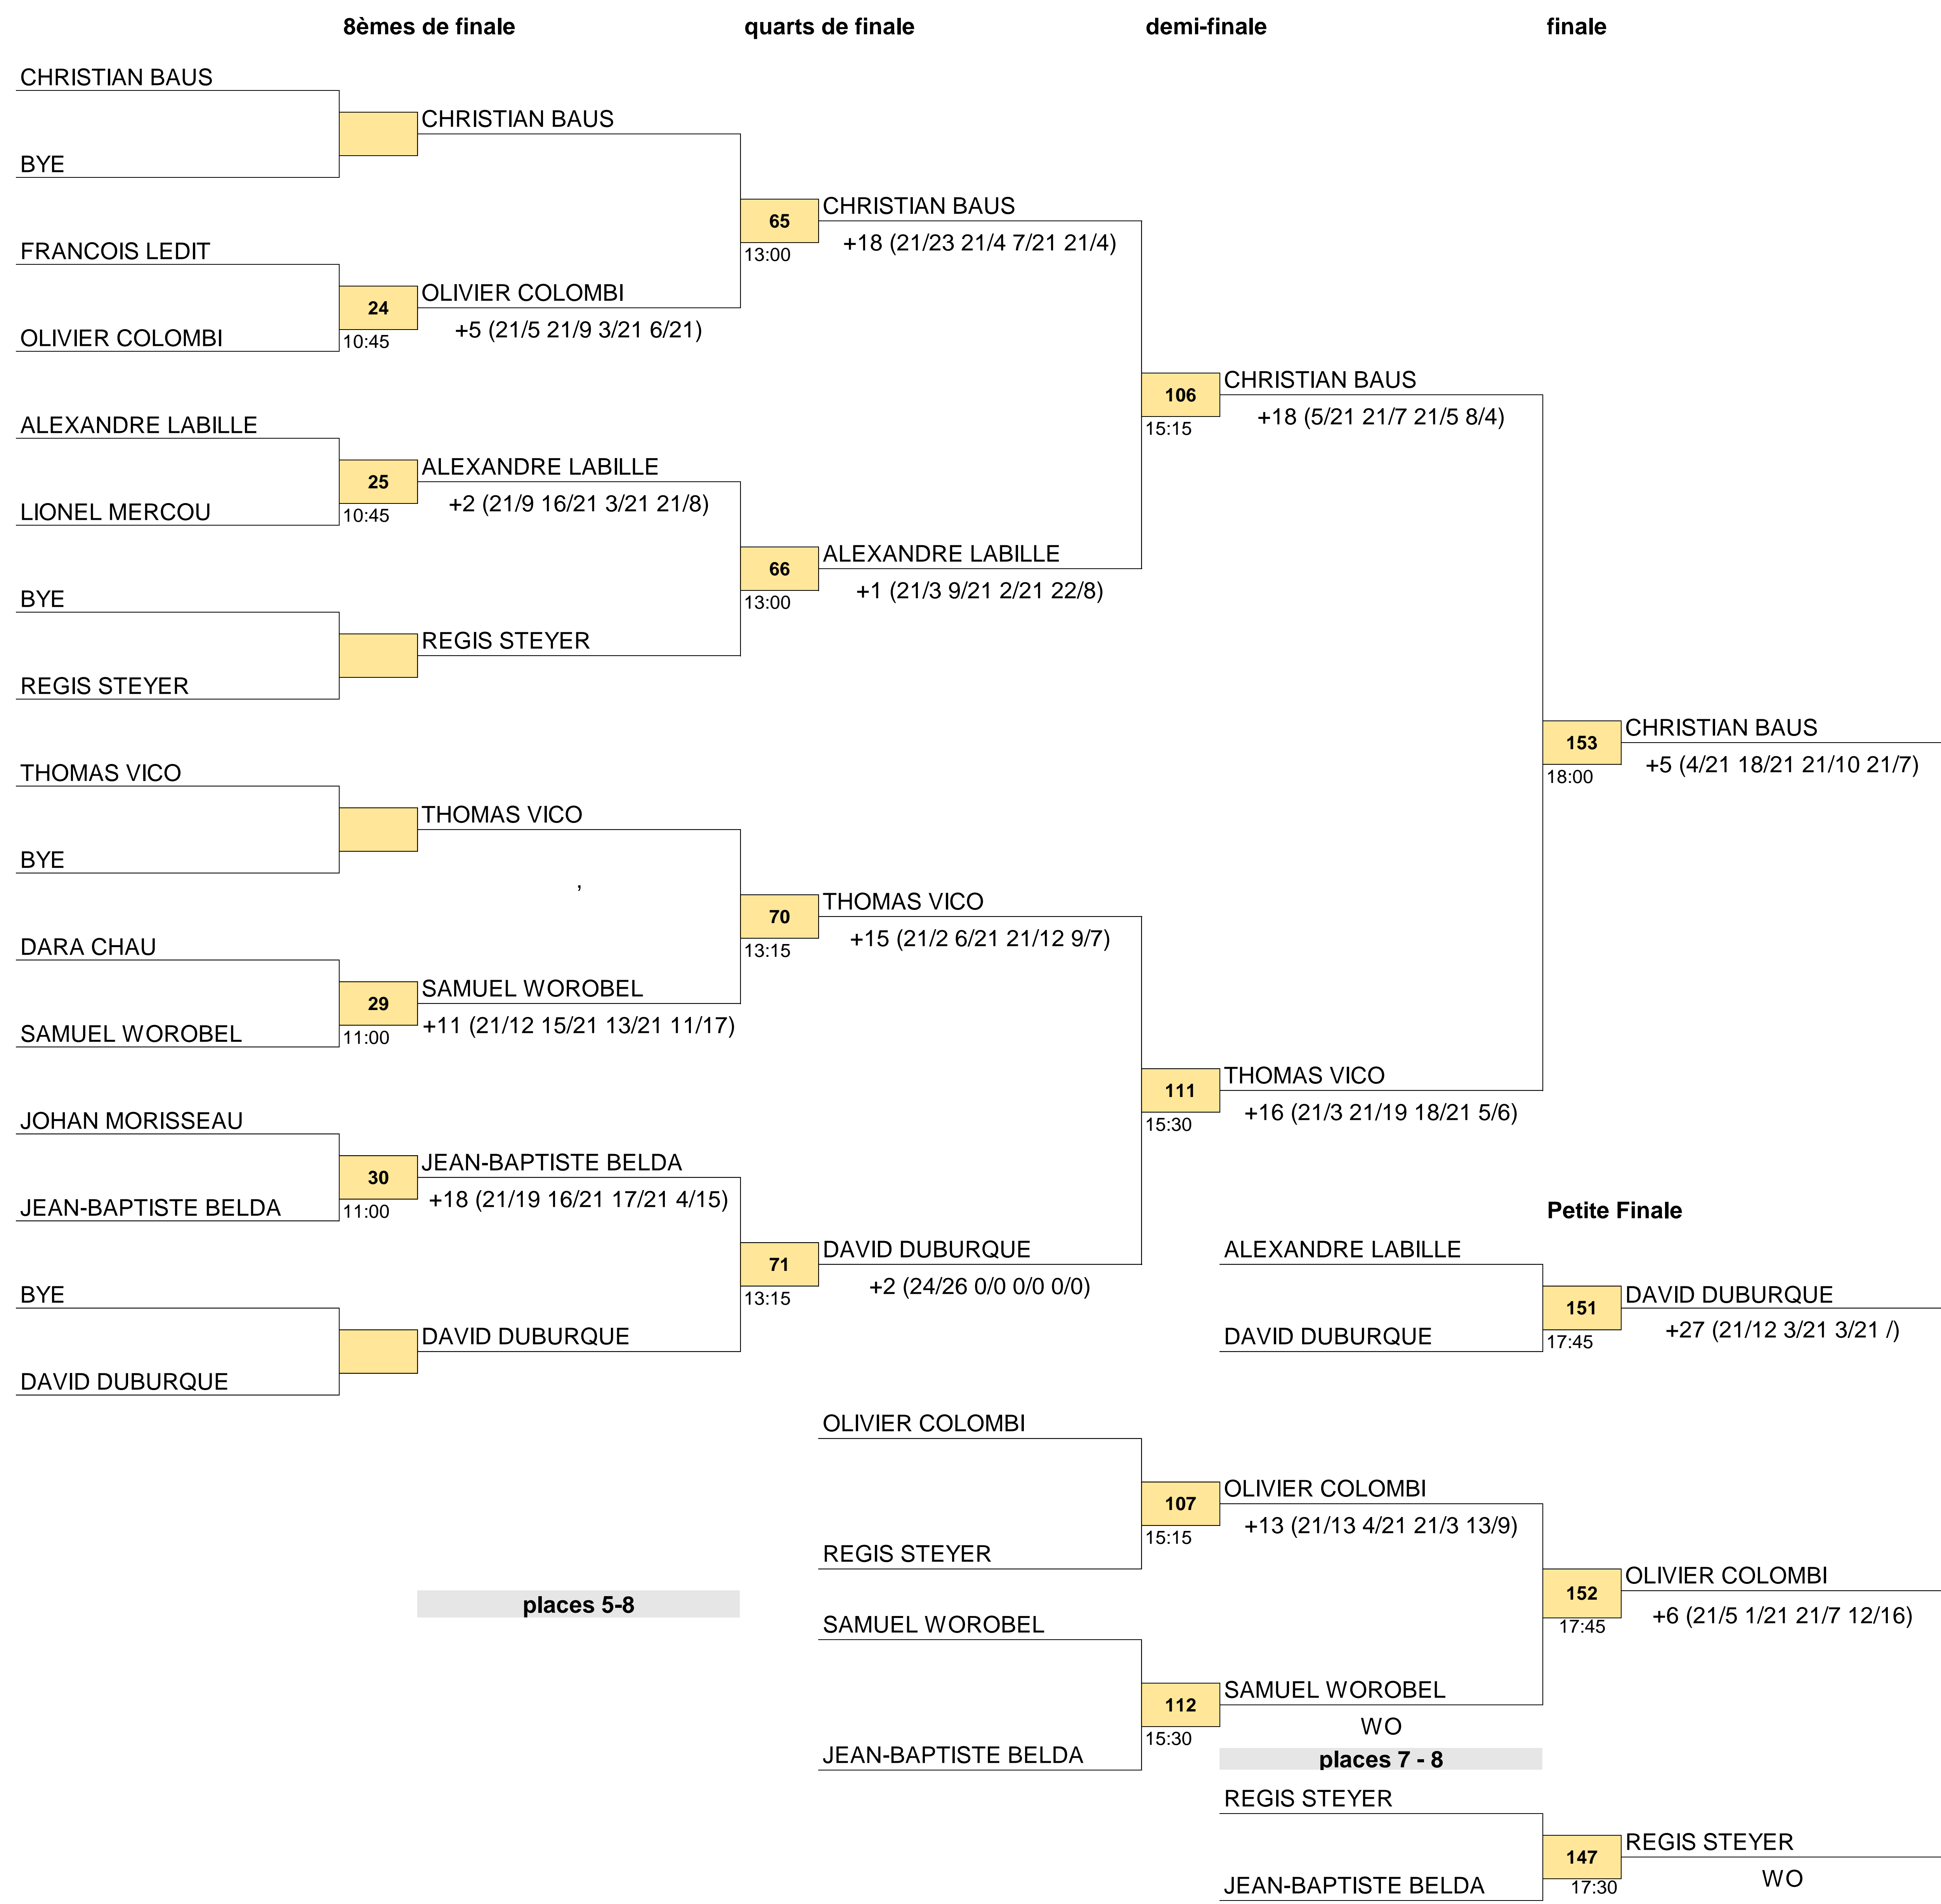 8èmes de finale quarts de finale demi-finale finale
CHRISTIAN BAUS
CHRISTIAN BAUS
BYE
CHRISTIAN BAUS
65
+18 (21/23 21/4 7/21 21/4)
13:00
FRANCOIS LEDIT
OLIVIER COLOMBI
24
+5 (21/5 21/9 3/21 6/21)
OLIVIER COLOMBI
10:45
CHRISTIAN BAUS
106
+18 (5/21 21/7 21/5 8/4)
15:15
ALEXANDRE LABILLE
ALEXANDRE LABILLE
25
+2 (21/9 16/21 3/21 21/8)
LIONEL MERCOU
10:45
ALEXANDRE LABILLE
66
+1 (21/3 9/21 2/21 22/8)
13:00
BYE
REGIS STEYER
REGIS STEYER
CHRISTIAN BAUS
153
+5 (4/21 18/21 21/10 21/7)
18:00
THOMAS VICO
THOMAS VICO
BYE
,
THOMAS VICO
70
+15 (21/2 6/21 21/12 9/7)
13:15
DARA CHAU
SAMUEL WOROBEL
29
+11 (21/12 15/21 13/21 11/17)
SAMUEL WOROBEL
11:00
THOMAS VICO
111
+16 (21/3 21/19 18/21 5/6)
15:30
JOHAN MORISSEAU
JEAN-BAPTISTE BELDA
30
+18 (21/19 16/21 17/21 4/15)
JEAN-BAPTISTE BELDA
11:00
Petite Finale
DAVID DUBURQUE
71
+2 (24/26 0/0 0/0 0/0)
13:15
ALEXANDRE LABILLE
BYE
DAVID DUBURQUE
151
+27 (21/12 3/21 3/21 /)
DAVID DUBURQUE
17:45
DAVID DUBURQUE
DAVID DUBURQUE
OLIVIER COLOMBI
OLIVIER COLOMBI
107
+13 (21/13 4/21 21/3 13/9)
15:15
REGIS STEYER
OLIVIER COLOMBI
152
places 5-8
+6 (21/5 1/21 21/7 12/16)
17:45
SAMUEL WOROBEL
SAMUEL WOROBEL
112
WO
15:30
JEAN-BAPTISTE BELDA
places 7 - 8
REGIS STEYER
REGIS STEYER
147
WO
JEAN-BAPTISTE BELDA
17:30